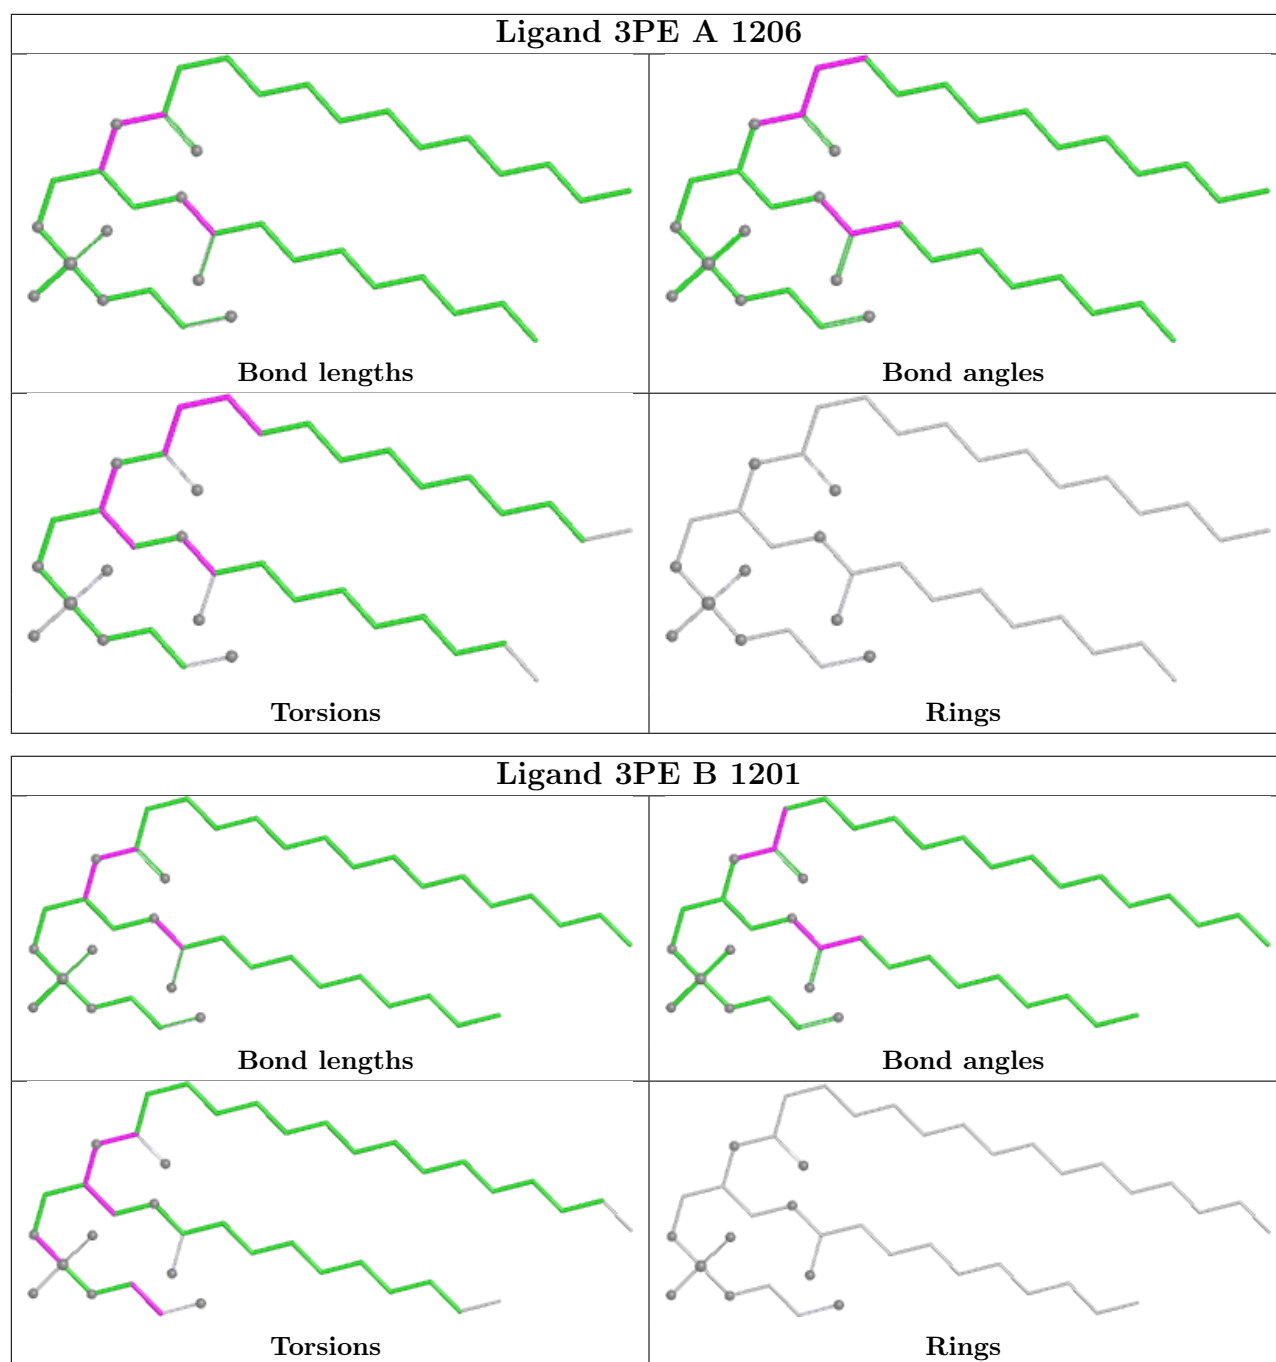 Ligand 3PE A 1206
Bond lengths
Bond angles
Torsions
Rings
Ligand 3PE B 1201
Bond lengths
Bond angles
Torsions
Rings